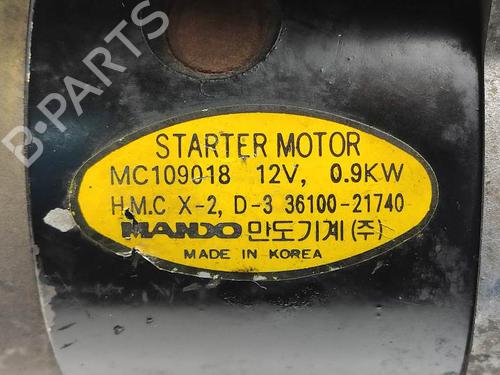 B-PARTS
STARTER MOTOR
MC109018 12V, 0.9KW
H.M.C X-2, D-3 36100-21740
MANDO 만도기계(주)
MADE IN KOREA